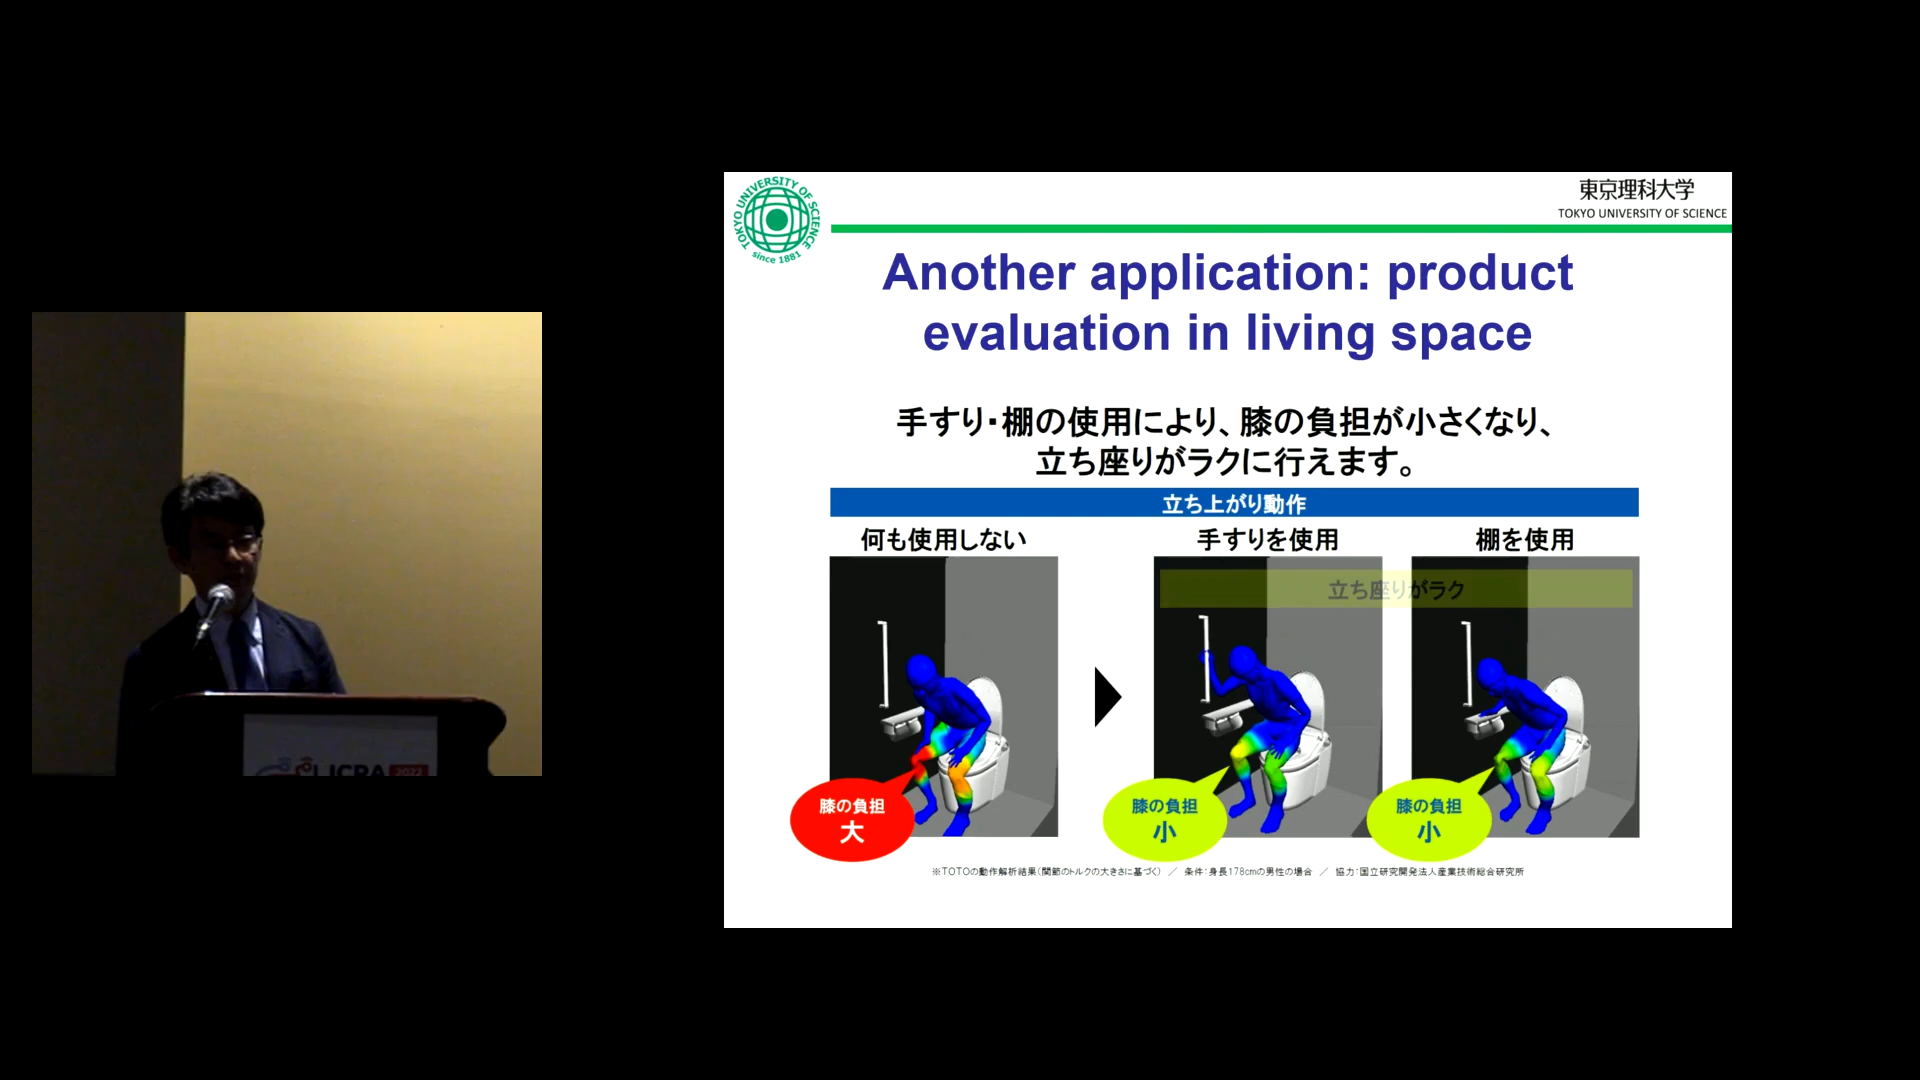 TOKYO UNIVERSITY OF SCIENCE
since 1881
東京理科大学
TOKYO UNIVERSITY OF SCIENCE
Another application: product
evaluation in living space
手すり・棚の使用により、膝の負担が小さくなり、
立ち座りがラクに行えます。
立ち上がり動作
何も使用しない
手すりを使用
棚を使用
立ち座りがラク
膝の負担
大
膝の負担
小
膝の負担
小
※TOTOの動作解析結果(関節のトルクの大きさに基づく) ／ 条件:身長178cmの男性の場合 ／ 協力:国立研究開発法人産業技術総合研究所
ICRA 2022